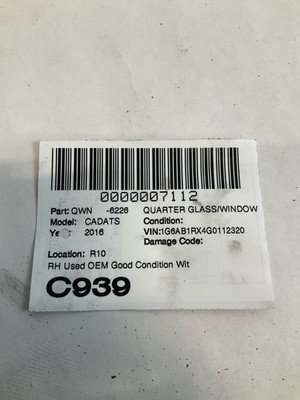 0000007112
Part: QWN -6226 QUARTER GLASS/WINDOW
Model: CADATS Condition:
Year: 2016 VIN:1G6AB1RX4G0112320
Damage Code:
Location: R10
RH Used OEM Good Condition Wit
C939